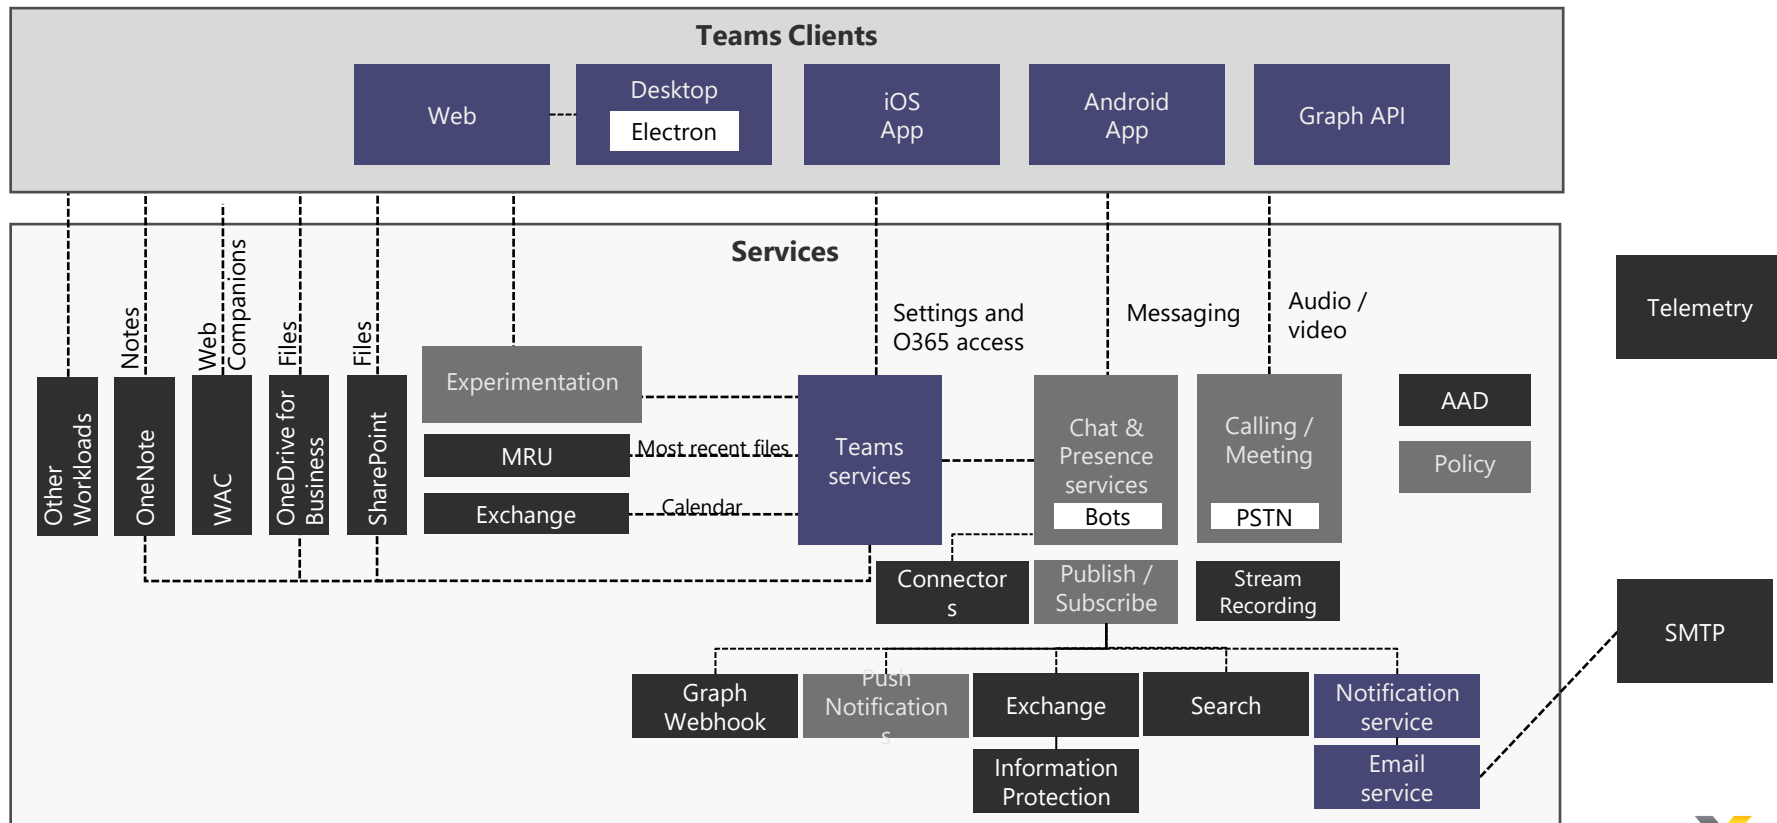 Teams Clients
Web
Desktop
Electron
iOS
App
Android
App
Graph API
Services
Notes
Web
Companions
Files
Files
Settings and
O365 access
Messaging
Audio /
video
Telemetry
Other
Workloads
OneNote
WAC
OneDrive for
Business
SharePoint
Experimentation
MRU
Most recent files
Exchange
Calendar
Teams
services
Chat &
Presence
services
Bots
Calling /
Meeting
PSTN
AAD
Policy
Connector
s
Publish /
Subscribe
Stream
Recording
SMTP
Graph
Webhook
Push
Notification
s
Exchange
Search
Notification
service
Information
Protection
Email
service